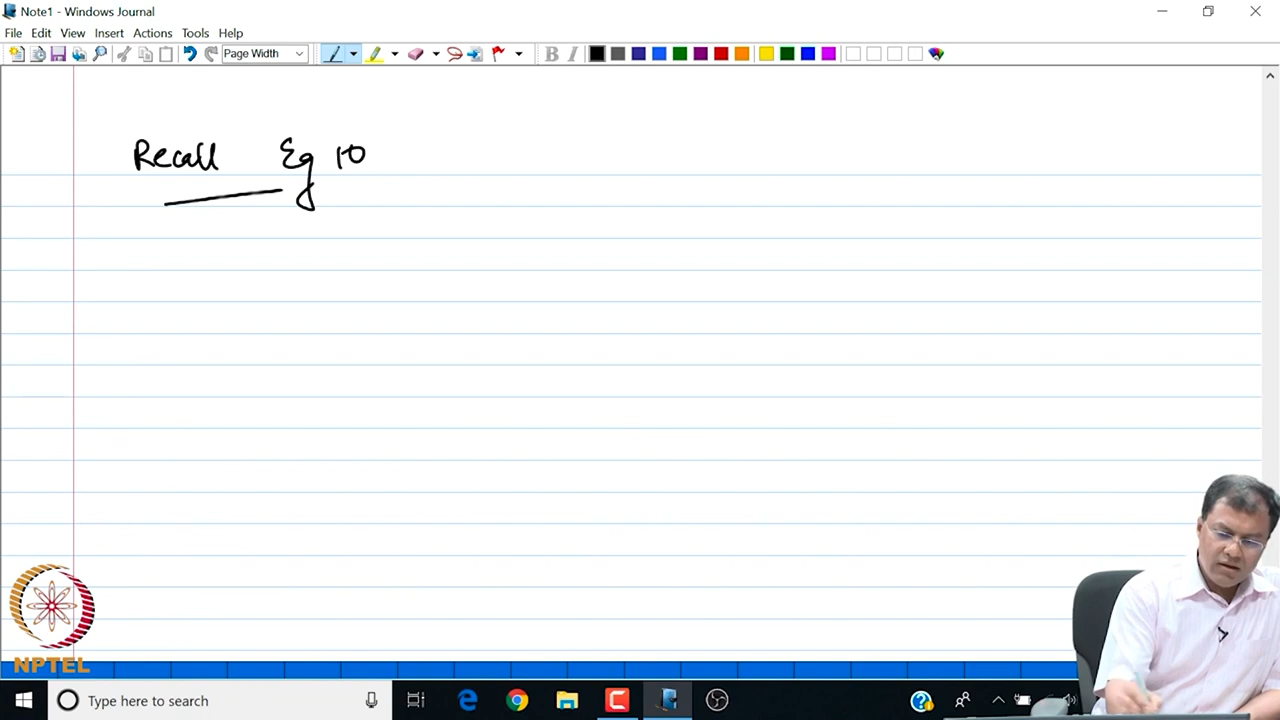 Note1 - Windows Journal
File Edit View Insert Actions Tools Help
Page Width
B I
Recall Eq 10
NPTEL
Type here to search